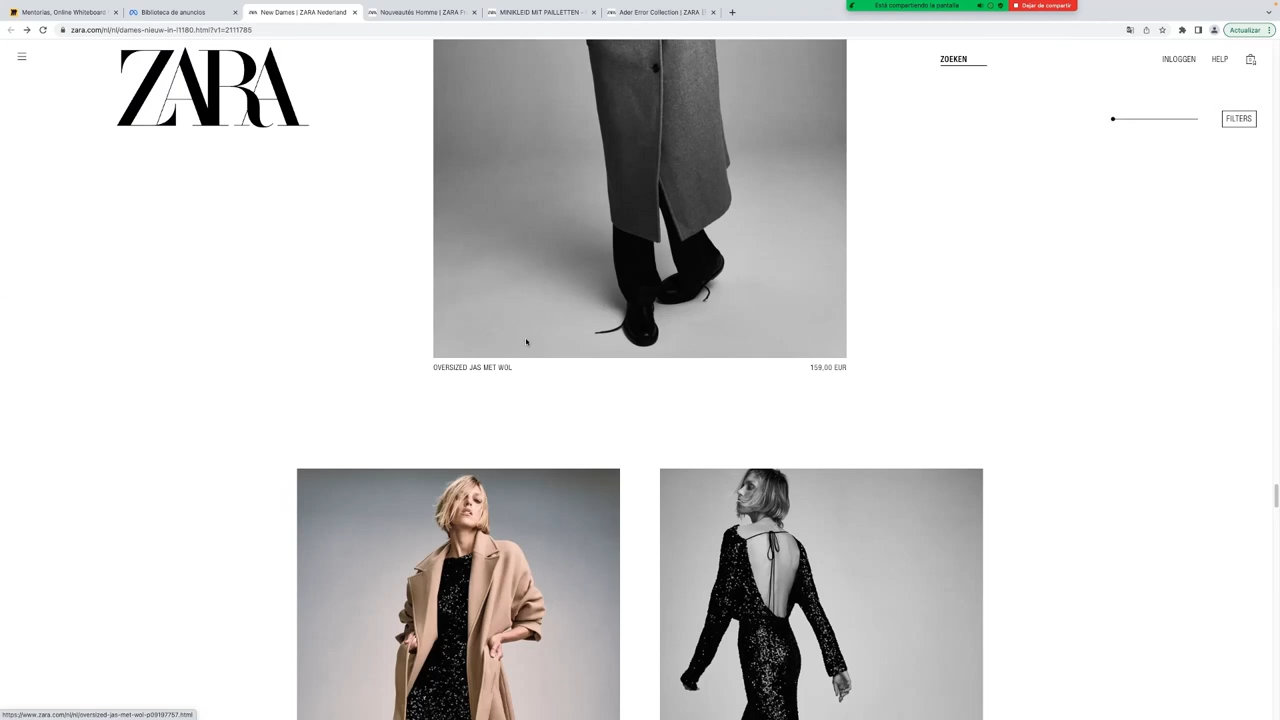 Mentorías, Online Whiteboard
Biblioteca de anuncios
New Dames | ZARA Nederland
Nouveautés Homme | ZARA F
MINIKLEID MIT PAILLETTEN -
Ader Error Collection | ZARA
Está compartiendo la pantalla
Dejar de compartir
zara.com/nl/nl/dames-nieuw-in-l1180.html?v1=2111785
Actualizar
ZARA
ZOEKEN
INLOGGEN
HELP
FILTERS
OVERSIZED JAS MET WOL
159,00 EUR
https://www.zara.com/nl/nl/oversized-jas-met-wol-p09197757.html